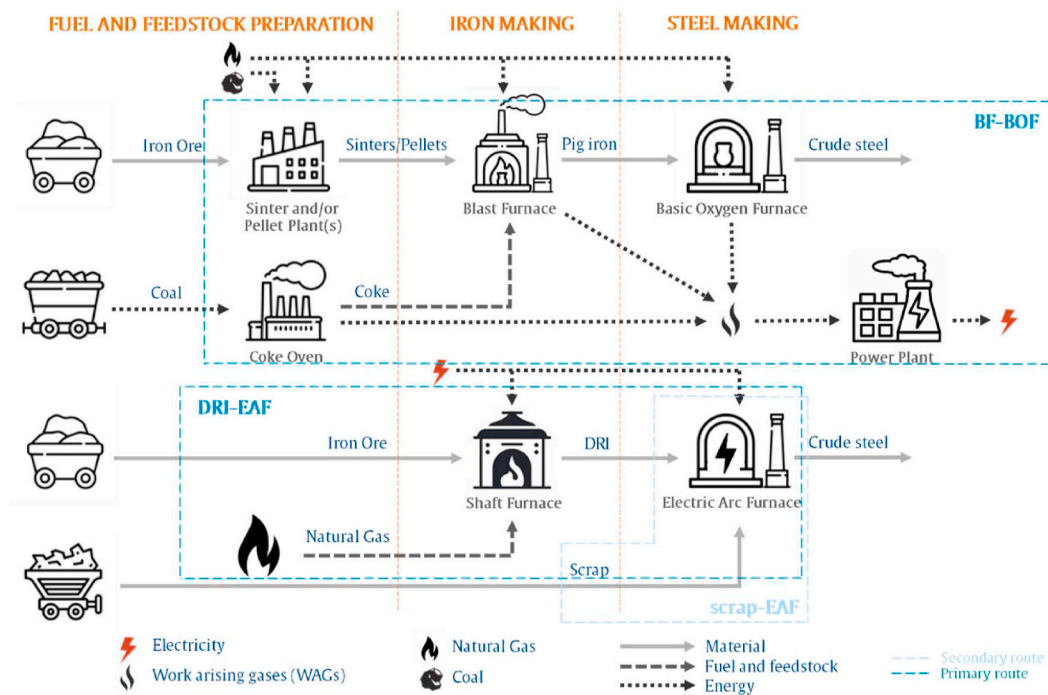 FUEL AND FEEDSTOCK PREPARATION
IRON MAKING
STEEL MAKING
BF-BOF
Iron Ore
Sinters/Pellets
Pig iron
Crude steel
Sinter and/or
Pellet Plant(s)
Blast Furnace
Basic Oxygen Furnace
Coal
Coke
Coke Oven
Power Plant
DRI-EAF
Iron Ore
DRI
Crude steel
Shaft Furnace
Electric Arc Furnace
Natural Gas
Scrap
scrap-EAF
Electricity
Natural Gas
Material
Secondary route
Work arising gases (WAGs)
Coal
Fuel and feedstock
Primary route
Energy